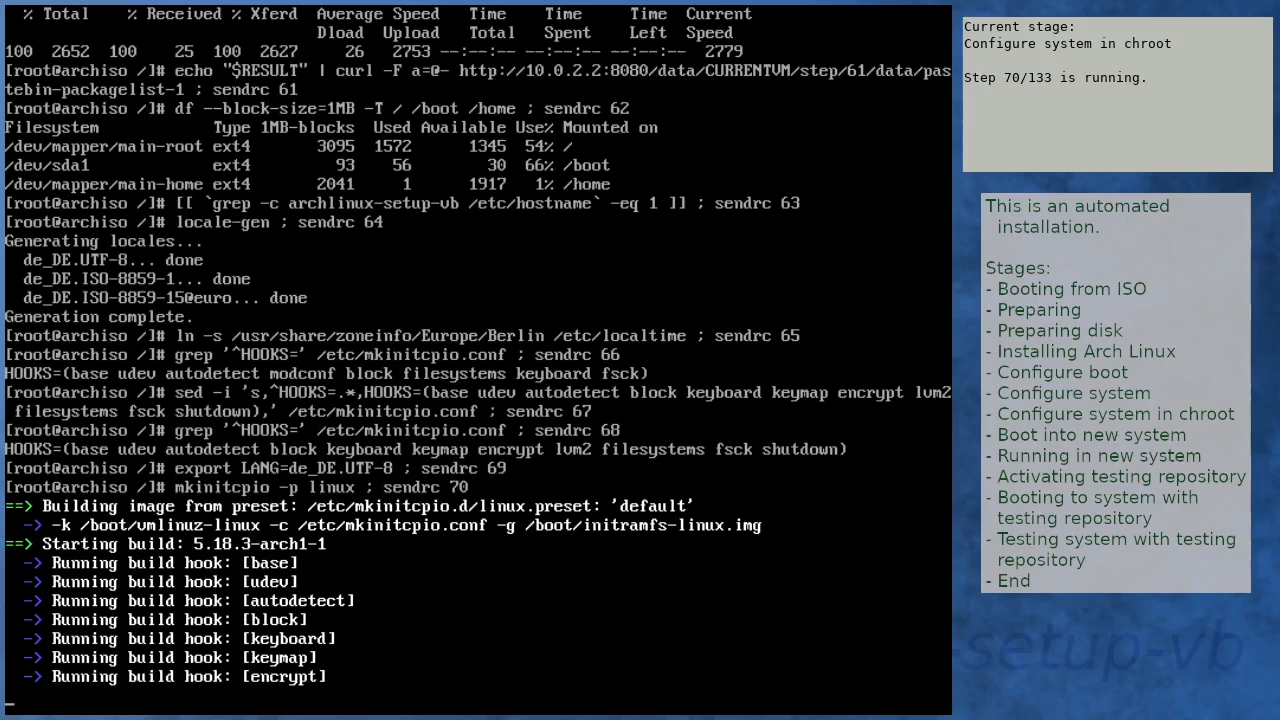 % Total    % Received % Xferd  Average Speed   Time    Time     Time  Current
                                 Dload  Upload   Total   Spent    Left  Speed
100  2652  100    25  100  2627     26   2753 --:--:-- --:--:-- --:--:--  2779
[root@archiso /]# echo "$RESULT" | curl -F a=@- http://10.0.2.2:8080/data/CURRENTVM/step/61/data/pas
tebin-packagelist-1 ; sendrc 61
[root@archiso /]# df --block-size=1MB -T / /boot /home ; sendrc 62
Filesystem            Type 1MB-blocks  Used Available Use% Mounted on
/dev/mapper/main-root ext4       3095  1572      1345  54% /
/dev/sda1             ext4         93    56        30  66% /boot
/dev/mapper/main-home ext4       2041     1      1917   1% /home
[root@archiso /]# [[ `grep -c archlinux-setup-vb /etc/hostname` -eq 1 ]] ; sendrc 63
[root@archiso /]# locale-gen ; sendrc 64
Generating locales...
  de_DE.UTF-8... done
  de_DE.ISO-8859-1... done
  de_DE.ISO-8859-15@euro... done
Generation complete.
[root@archiso /]# ln -s /usr/share/zoneinfo/Europe/Berlin /etc/localtime ; sendrc 65
[root@archiso /]# grep '^HOOKS=' /etc/mkinitcpio.conf ; sendrc 66
HOOKS=(base udev autodetect modconf block filesystems keyboard fsck)
[root@archiso /]# sed -i 's,^HOOKS=.*,HOOKS=(base udev autodetect block keyboard keymap encrypt lvm2
 filesystems fsck shutdown),' /etc/mkinitcpio.conf ; sendrc 67
[root@archiso /]# grep '^HOOKS=' /etc/mkinitcpio.conf ; sendrc 68
HOOKS=(base udev autodetect block keyboard keymap encrypt lvm2 filesystems fsck shutdown)
[root@archiso /]# export LANG=de_DE.UTF-8 ; sendrc 69
[root@archiso /]# mkinitcpio -p linux ; sendrc 70
==> Building image from preset: /etc/mkinitcpio.d/linux.preset: 'default'
  -> -k /boot/vmlinuz-linux -c /etc/mkinitcpio.conf -g /boot/initramfs-linux.img
==> Starting build: 5.18.3-arch1-1
  -> Running build hook: [base]
  -> Running build hook: [udev]
  -> Running build hook: [autodetect]
  -> Running build hook: [block]
  -> Running build hook: [keyboard]
  -> Running build hook: [keymap]
  -> Running build hook: [encrypt]
_
Current stage:
Configure system in chroot
Step 70/133 is running.
This is an automated
installation.
Stages:
- Booting from ISO
- Preparing
- Preparing disk
- Installing Arch Linux
- Configure boot
- Configure system
- Configure system in chroot
- Boot into new system
- Running in new system
- Activating testing repository
- Booting to system with
testing repository
- Testing system with testing
repository
- End
-setup-vb